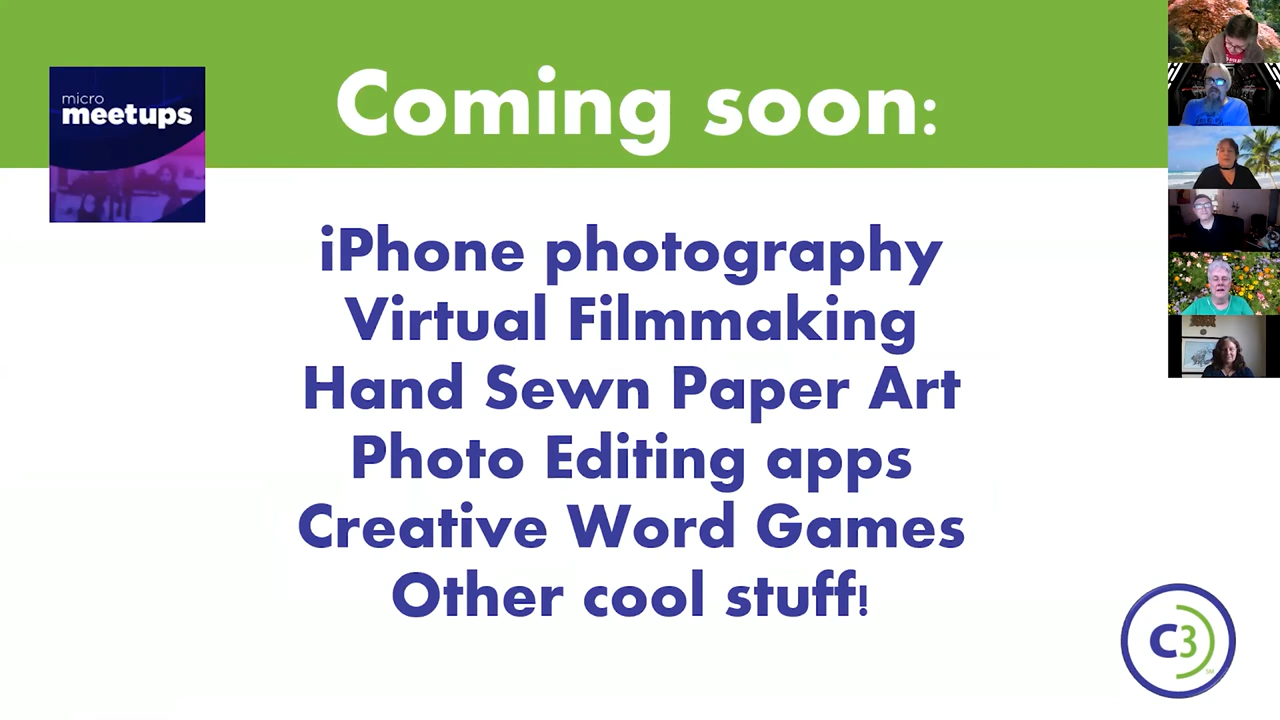 micro
meetups
Coming soon:
iPhone photography
Virtual Filmmaking
Hand Sewn Paper Art
Photo Editing apps
Creative Word Games
Other cool stuff!
C3
SM